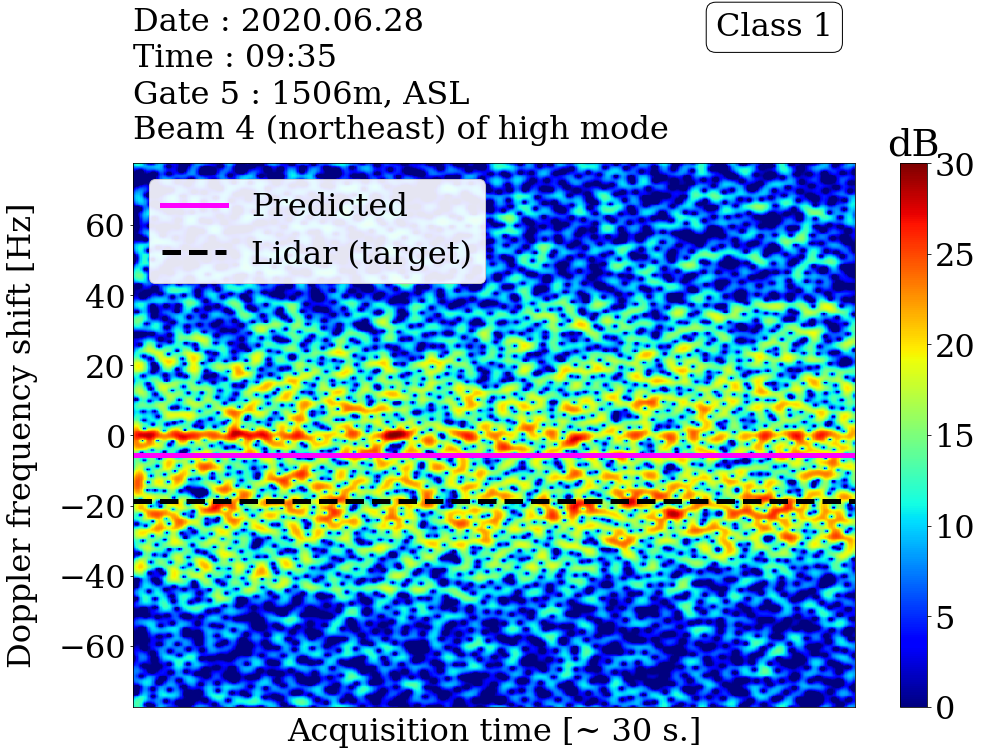 Date : 2020.06.28
Time : 09:35
Gate 5 : 1506m, ASL
Beam 4 (northeast) of high mode
Class 1
dB
Predicted
Lidar (target)
Doppler frequency shift [Hz]
60
40
20
0
−20
−40
−60
Acquisition time [~ 30 s.]
30
25
20
15
10
5
0